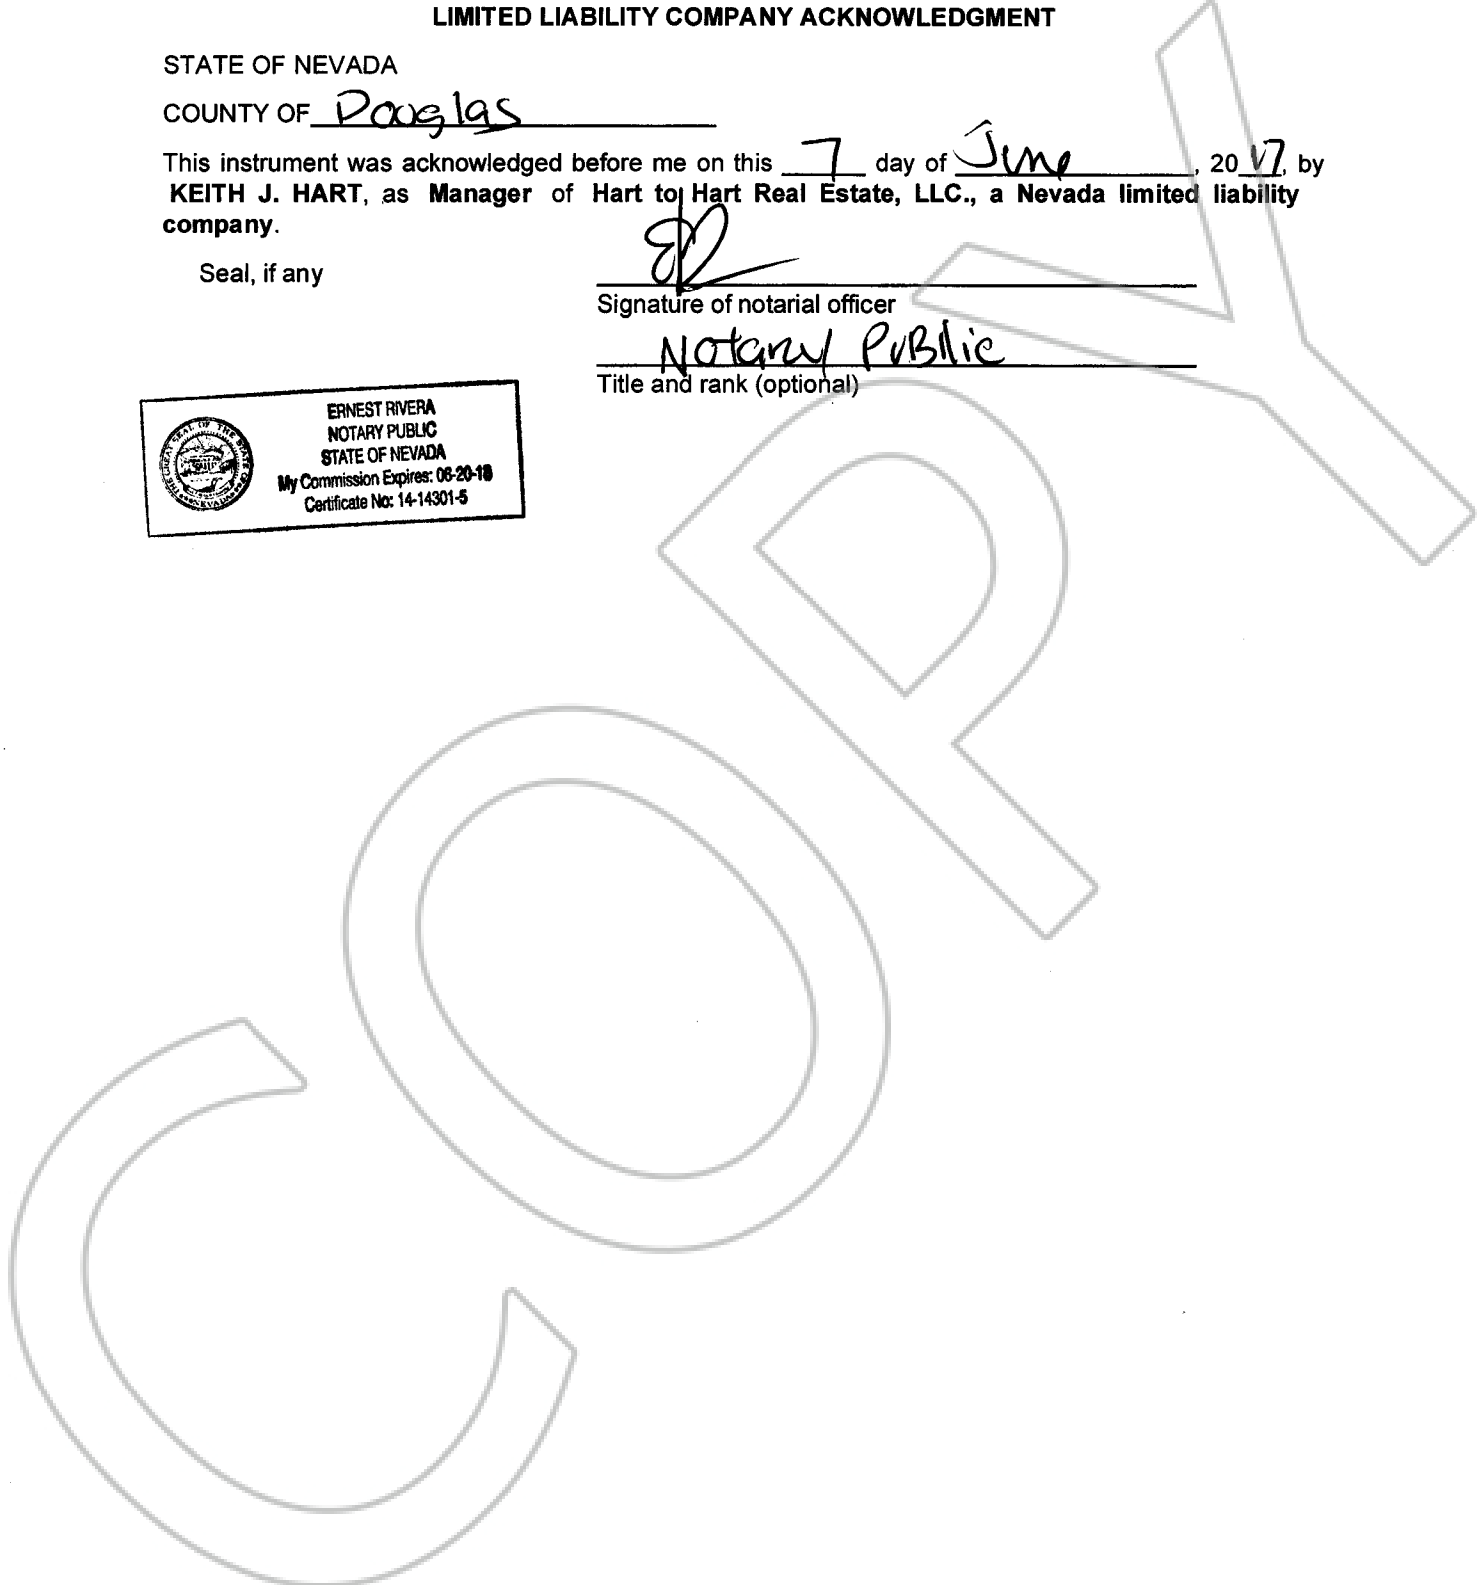 LIMITED LIABILITY COMPANY ACKNOWLEDGMENT
STATE OF NEVADA
COUNTY OF Douglas
This instrument was acknowledged before me on this 7 day of June, 2017, by
KEITH J. HART, as Manager of Hart to Hart Real Estate, LLC., a Nevada limited liability
company.
Seal, if any
Signature of notarial officer
Notary PuBlic
Title and rank (optional)
ERNEST RIVERA
NOTARY PUBLIC
STATE OF NEVADA
My Commission Expires: 06-20-18
Certificate No: 14-14301-5
COPY